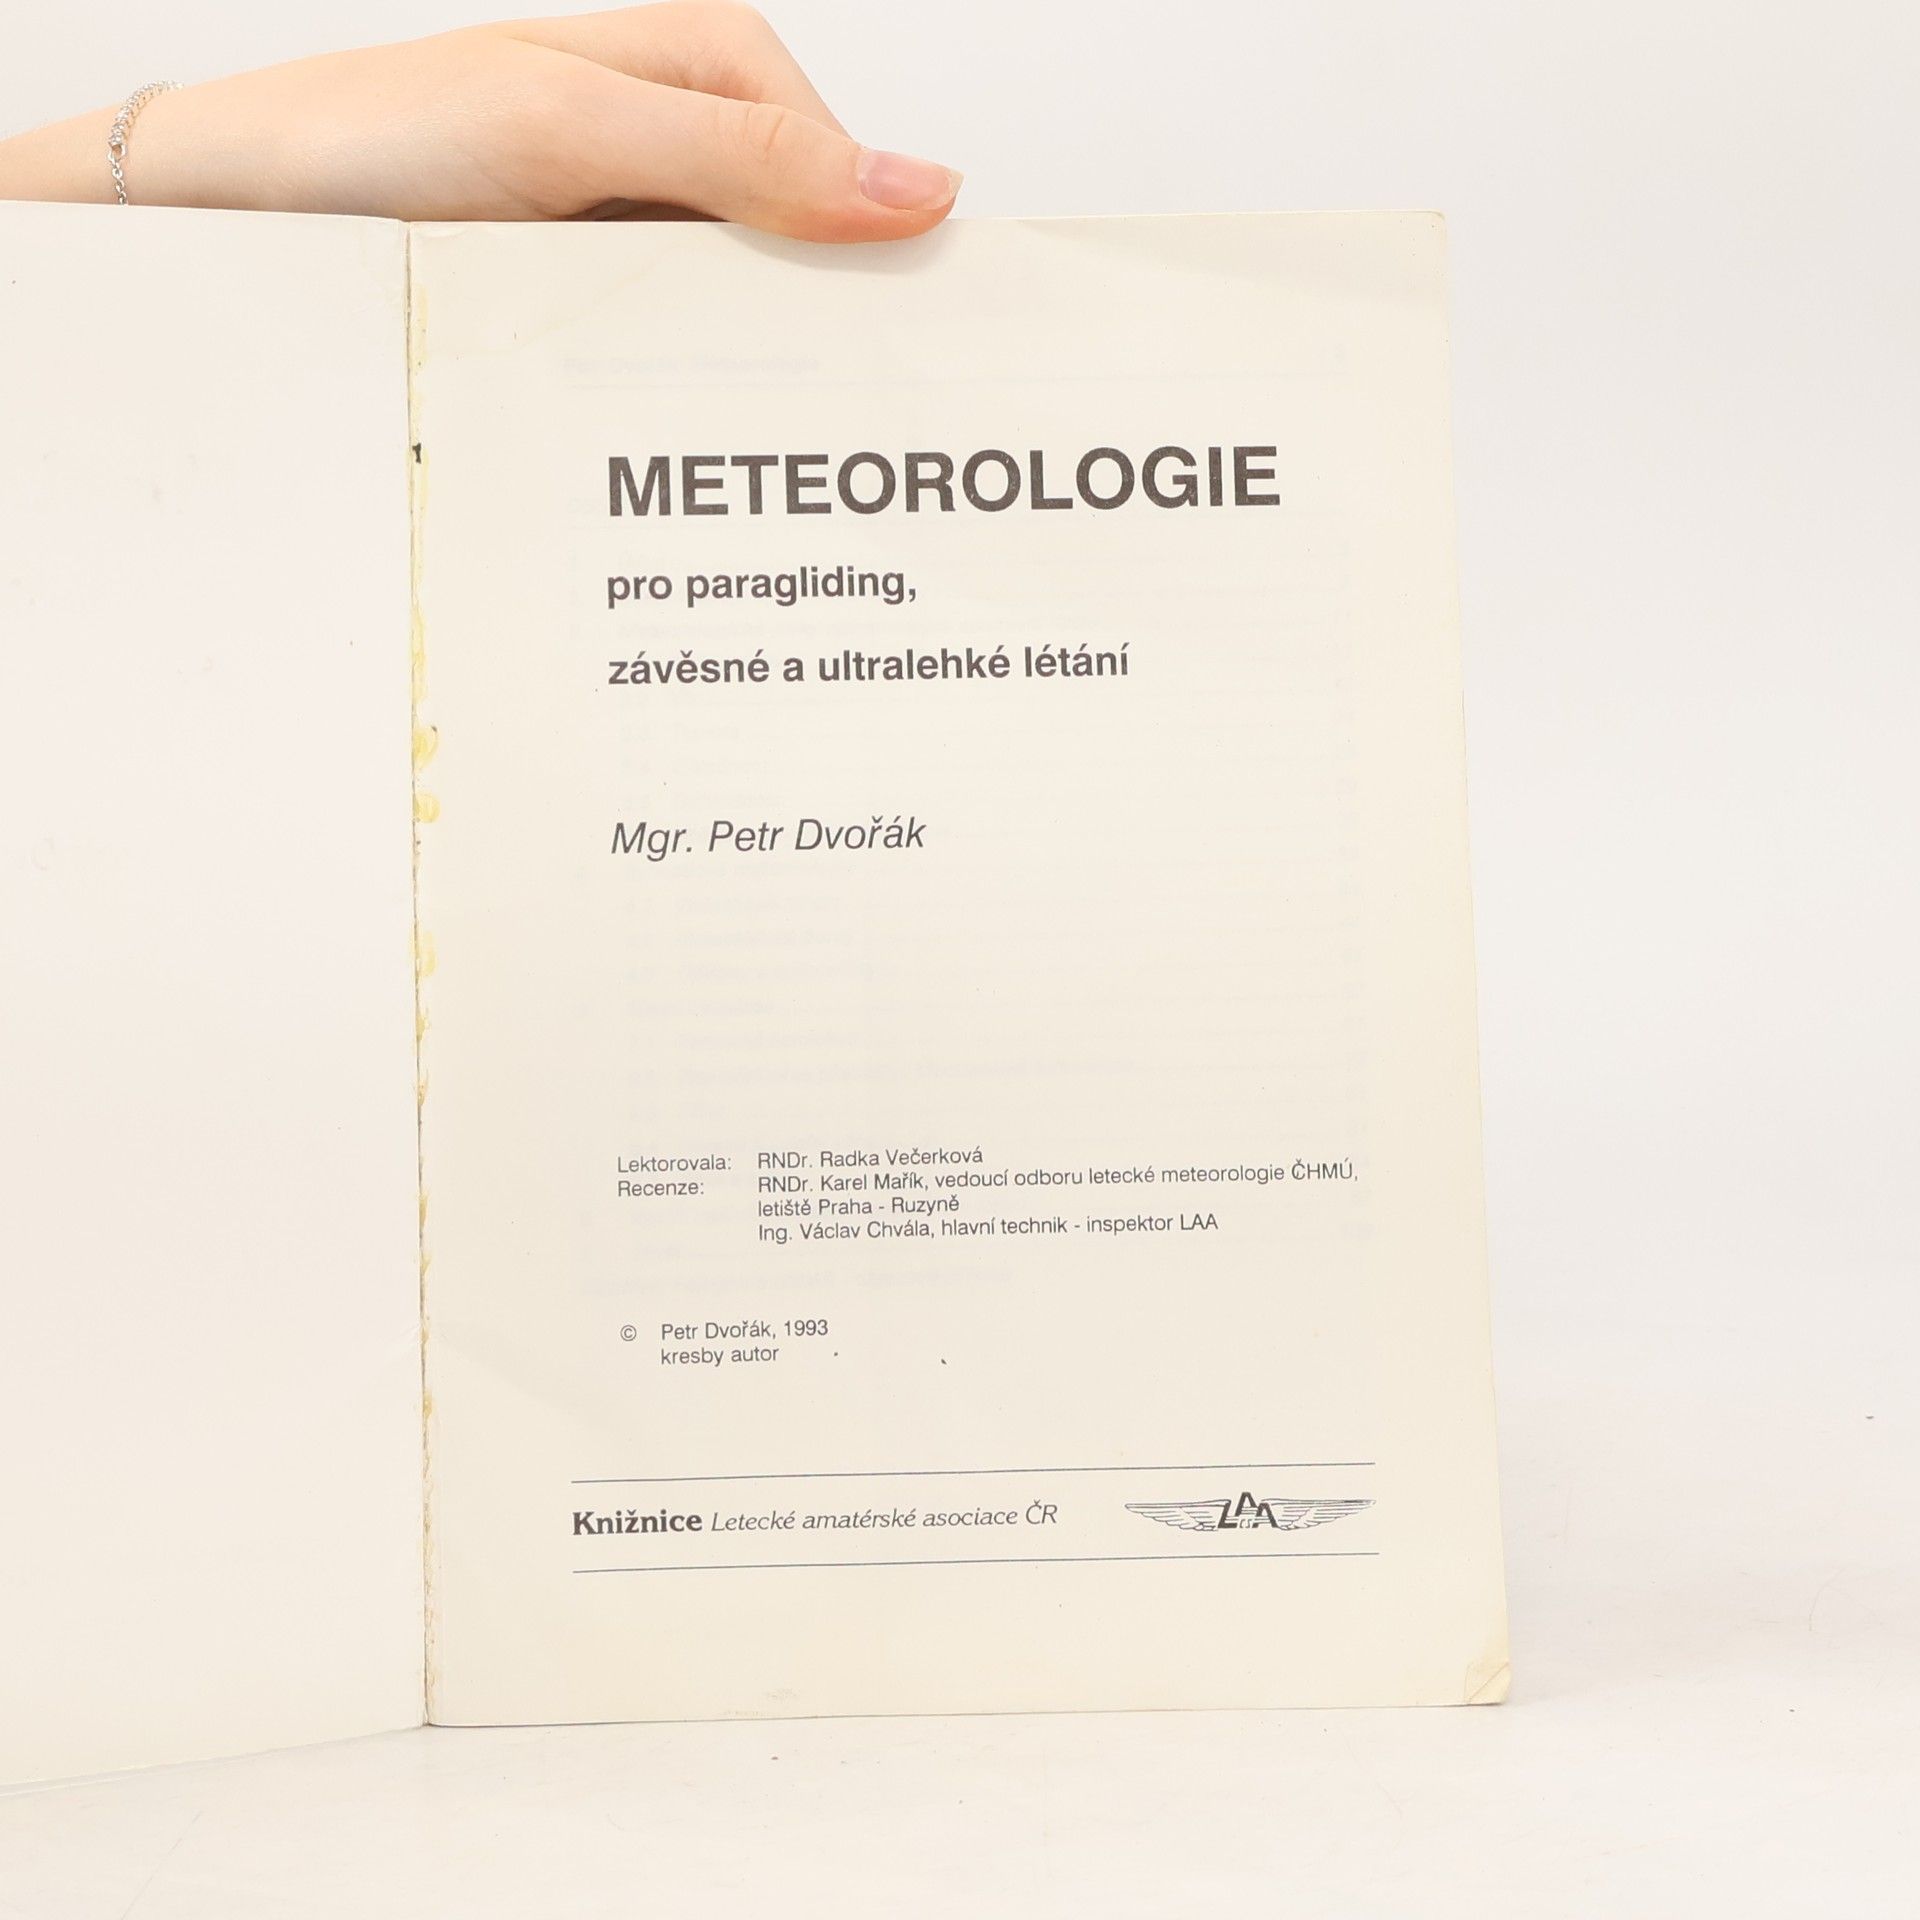 METEOROLOGIE
pro paragliding,
závěsné a ultralehké létání
Mgr. Petr Dvořák
Lektorovala: RNDr. Radka Večerková
Recenze: RNDr. Karel Mařík, vedoucí odboru letecké meteorologie ČHMÚ,
letiště Praha - Ruzyně
Ing. Václav Chvála, hlavní technik - inspektor LAA
© Petr Dvořák, 1993
kresby autor
Knižnice Letecké amatérské asociace ČR
LAA